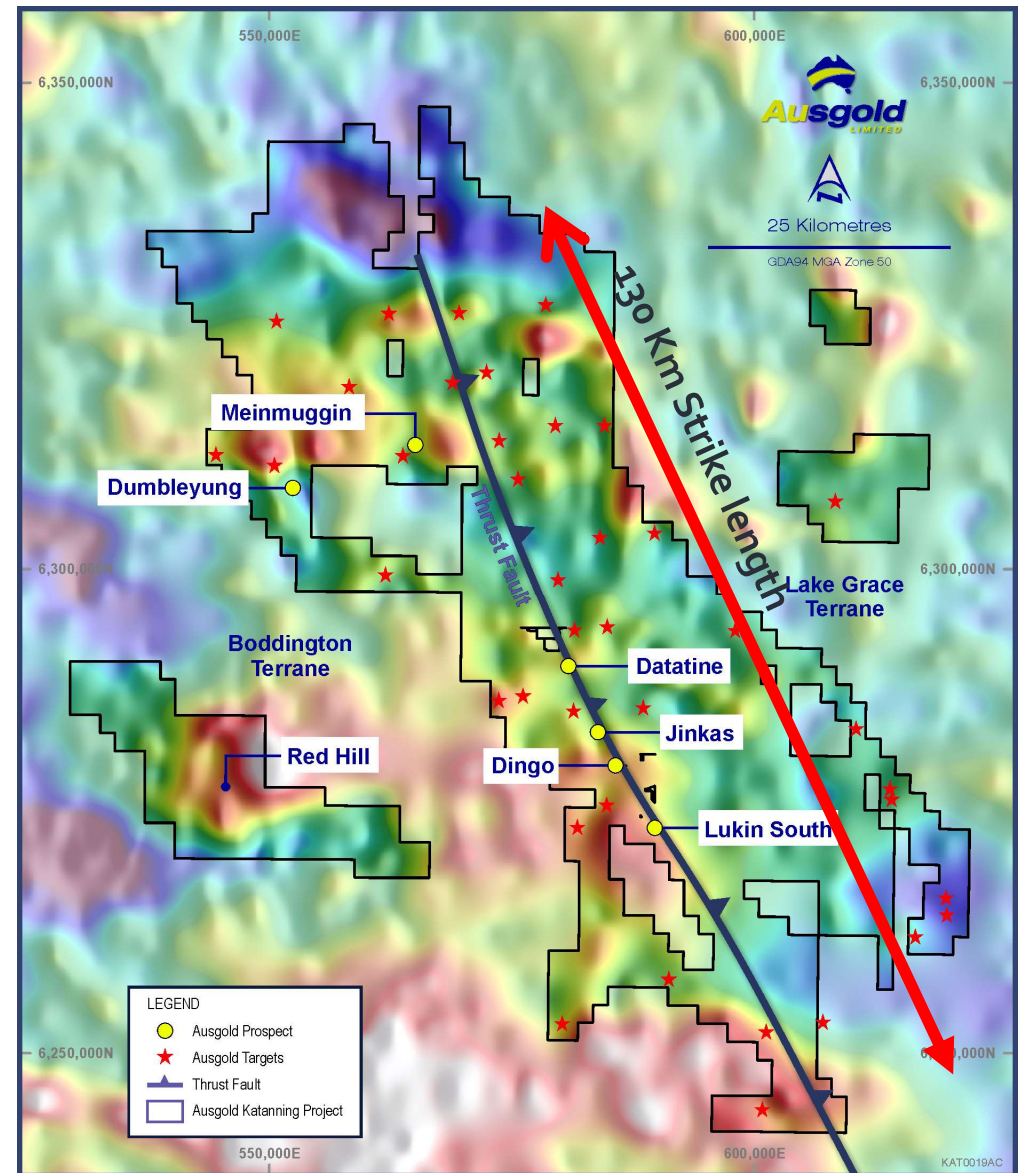 550,000E
600,000E
6,350,000N
6,350,000N
Ausgold
LIMITED
N
25 Kilometres
GDA94 MGA Zone 50
130 Km Strike length
Meinmuggin
Dumbleyung
Thrust Fault
6,300,000N
6,300,000N
Lake Grace
Terrane
Boddington
Terrane
Datatine
Jinkas
Red Hill
Dingo
Lukin South
LEGEND
Ausgold Prospect
Ausgold Targets
Thrust Fault
Ausgold Katanning Project
6,250,000N
550,000E
600,000E
KAT0019AC